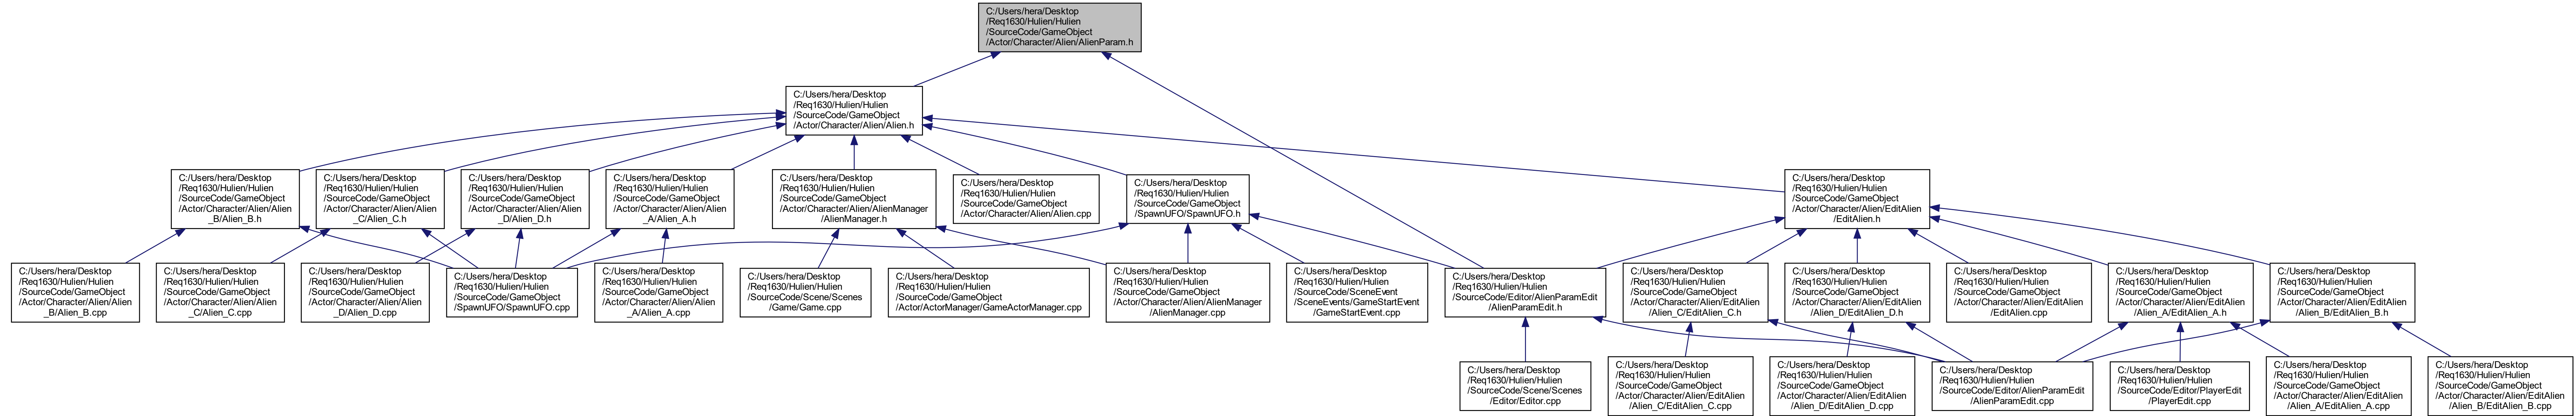 C:/Users/hera/Desktop
/Req1630/Hulien/Hulien
/SourceCode/GameObject
/Actor/Character/Alien/AlienParam.h
C:/Users/hera/Desktop
/Req1630/Hulien/Hulien
/SourceCode/GameObject
/Actor/Character/Alien/Alien.h
C:/Users/hera/Desktop
/Req1630/Hulien/Hulien
/SourceCode/GameObject
/Actor/Character/Alien/Alien
_B/Alien_B.h
C:/Users/hera/Desktop
/Req1630/Hulien/Hulien
/SourceCode/GameObject
/Actor/Character/Alien/Alien
_C/Alien_C.h
C:/Users/hera/Desktop
/Req1630/Hulien/Hulien
/SourceCode/GameObject
/Actor/Character/Alien/Alien
_D/Alien_D.h
C:/Users/hera/Desktop
/Req1630/Hulien/Hulien
/SourceCode/GameObject
/Actor/Character/Alien/Alien
_A/Alien_A.h
C:/Users/hera/Desktop
/Req1630/Hulien/Hulien
/SourceCode/GameObject
/Actor/Character/Alien/AlienManager
/AlienManager.h
C:/Users/hera/Desktop
/Req1630/Hulien/Hulien
/SourceCode/GameObject
/Actor/Character/Alien/Alien.cpp
C:/Users/hera/Desktop
/Req1630/Hulien/Hulien
/SourceCode/GameObject
/SpawnUFO/SpawnUFO.h
C:/Users/hera/Desktop
/Req1630/Hulien/Hulien
/SourceCode/GameObject
/Actor/Character/Alien/EditAlien
/EditAlien.h
C:/Users/hera/Desktop
/Req1630/Hulien/Hulien
/SourceCode/GameObject
/Actor/Character/Alien/Alien
_B/Alien_B.cpp
C:/Users/hera/Desktop
/Req1630/Hulien/Hulien
/SourceCode/GameObject
/Actor/Character/Alien/Alien
_C/Alien_C.cpp
C:/Users/hera/Desktop
/Req1630/Hulien/Hulien
/SourceCode/GameObject
/Actor/Character/Alien/Alien
_D/Alien_D.cpp
C:/Users/hera/Desktop
/Req1630/Hulien/Hulien
/SourceCode/GameObject
/SpawnUFO/SpawnUFO.cpp
C:/Users/hera/Desktop
/Req1630/Hulien/Hulien
/SourceCode/GameObject
/Actor/Character/Alien/Alien
_A/Alien_A.cpp
C:/Users/hera/Desktop
/Req1630/Hulien/Hulien
/SourceCode/Scene/Scenes
/Game/Game.cpp
C:/Users/hera/Desktop
/Req1630/Hulien/Hulien
/SourceCode/GameObject
/Actor/ActorManager/GameActorManager.cpp
C:/Users/hera/Desktop
/Req1630/Hulien/Hulien
/SourceCode/GameObject
/Actor/Character/Alien/AlienManager
/AlienManager.cpp
C:/Users/hera/Desktop
/Req1630/Hulien/Hulien
/SourceCode/SceneEvent
/SceneEvents/GameStartEvent
/GameStartEvent.cpp
C:/Users/hera/Desktop
/Req1630/Hulien/Hulien
/SourceCode/Editor/AlienParamEdit
/AlienParamEdit.h
C:/Users/hera/Desktop
/Req1630/Hulien/Hulien
/SourceCode/GameObject
/Actor/Character/Alien/EditAlien
/Alien_C/EditAlien_C.h
C:/Users/hera/Desktop
/Req1630/Hulien/Hulien
/SourceCode/GameObject
/Actor/Character/Alien/EditAlien
/Alien_D/EditAlien_D.h
C:/Users/hera/Desktop
/Req1630/Hulien/Hulien
/SourceCode/GameObject
/Actor/Character/Alien/EditAlien
/EditAlien.cpp
C:/Users/hera/Desktop
/Req1630/Hulien/Hulien
/SourceCode/GameObject
/Actor/Character/Alien/EditAlien
/Alien_A/EditAlien_A.h
C:/Users/hera/Desktop
/Req1630/Hulien/Hulien
/SourceCode/GameObject
/Actor/Character/Alien/EditAlien
/Alien_B/EditAlien_B.h
C:/Users/hera/Desktop
/Req1630/Hulien/Hulien
/SourceCode/Scene/Scenes
/Editor/Editor.cpp
C:/Users/hera/Desktop
/Req1630/Hulien/Hulien
/SourceCode/GameObject
/Actor/Character/Alien/EditAlien
/Alien_C/EditAlien_C.cpp
C:/Users/hera/Desktop
/Req1630/Hulien/Hulien
/SourceCode/GameObject
/Actor/Character/Alien/EditAlien
/Alien_D/EditAlien_D.cpp
C:/Users/hera/Desktop
/Req1630/Hulien/Hulien
/SourceCode/Editor/AlienParamEdit
/AlienParamEdit.cpp
C:/Users/hera/Desktop
/Req1630/Hulien/Hulien
/SourceCode/Editor/PlayerEdit
/PlayerEdit.cpp
C:/Users/hera/Desktop
/Req1630/Hulien/Hulien
/SourceCode/GameObject
/Actor/Character/Alien/EditAlien
/Alien_A/EditAlien_A.cpp
C:/Users/hera/Desktop
/Req1630/Hulien/Hulien
/SourceCode/GameObject
/Actor/Character/Alien/EditAlien
/Alien_B/EditAlien_B.cpp